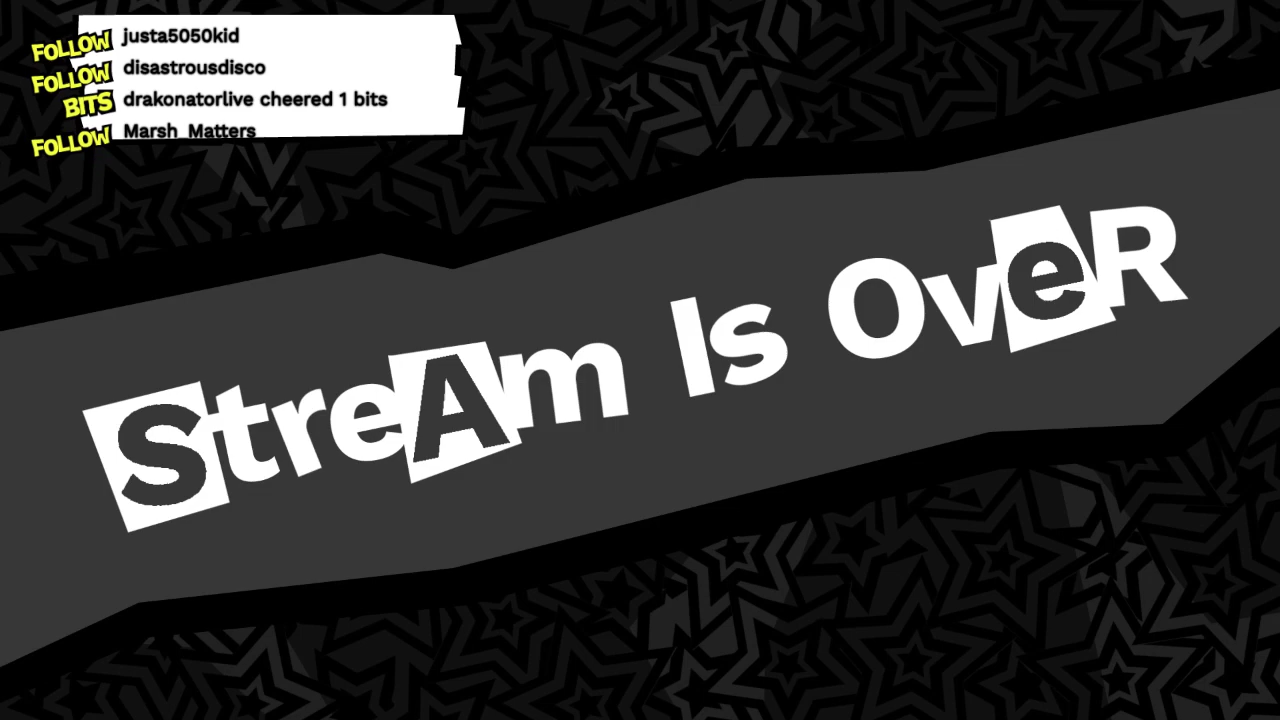 FOLLOW justa5050kid
FOLLOW disastrousdisco
BITS drakonatorlive cheered 1 bits
FOLLOW Marsh_Matters
StreAm Is OveR